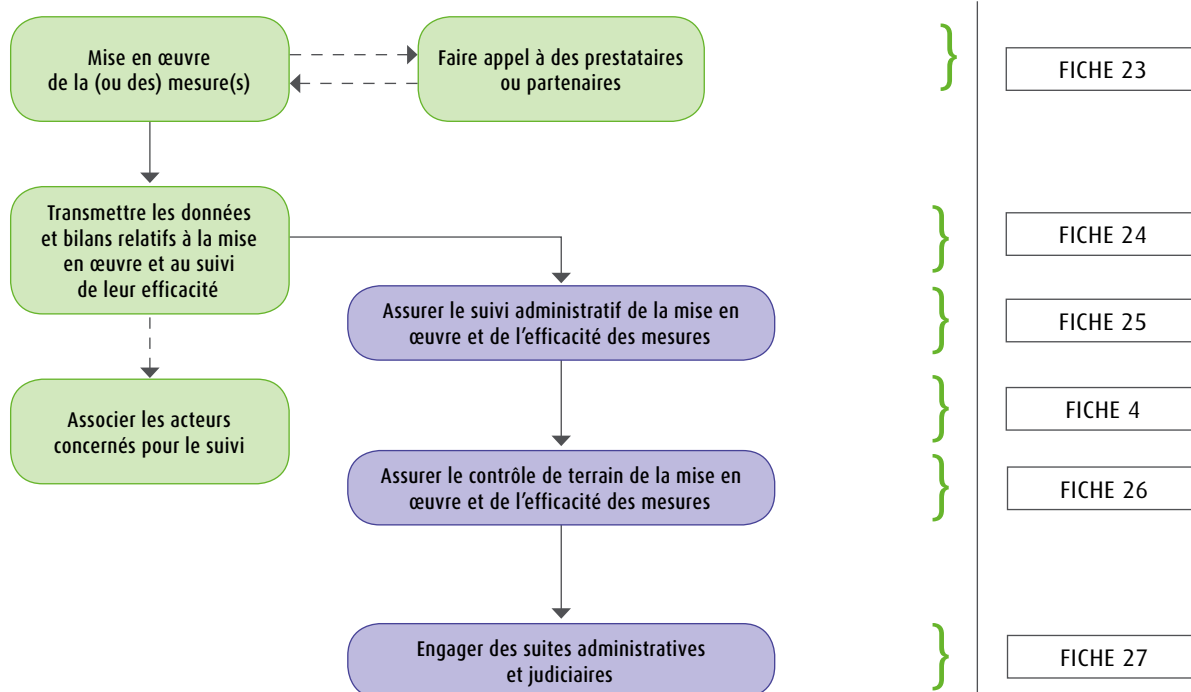 Mise en œuvre
de la (ou des) mesure(s)
Faire appel à des prestataires
ou partenaires
FICHE 23
Transmettre les données
et bilans relatifs à la mise
en œuvre et au suivi
de leur efficacité
FICHE 24
Assurer le suivi administratif de la mise en
œuvre et de l'efficacité des mesures
FICHE 25
Associer les acteurs
concernés pour le suivi
FICHE 4
Assurer le contrôle de terrain de la mise en
œuvre et de l'efficacité des mesures
FICHE 26
Engager des suites administratives
et judiciaires
FICHE 27